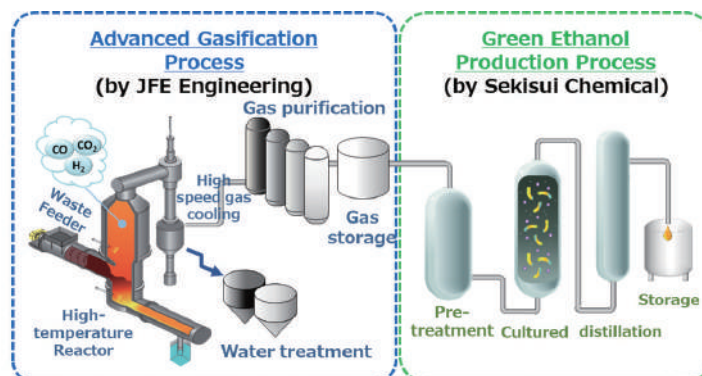 Advanced Gasification
Process
(by JFE Engineering)
Gas purification
CO
CO₂
H₂
Waste
Feeder
High
speed gas
cooling
Gas
storage
High-
temperature
Reactor
Water treatment
Green Ethanol
Production Process
(by Sekisui Chemical)
Pre-
treatment
Cultured
distillation
Storage